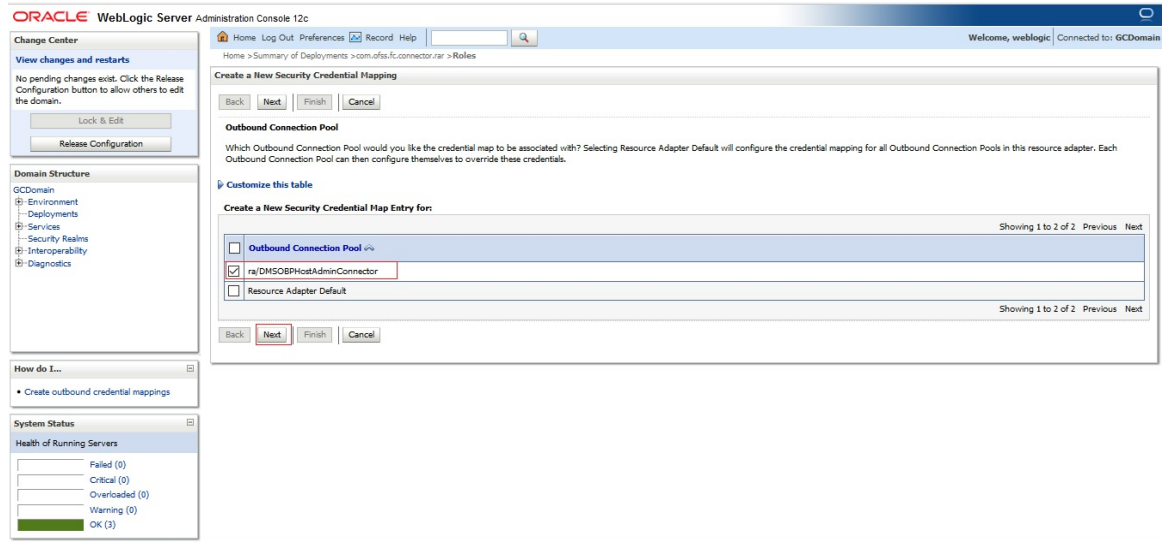 ORACLE WebLogic Server Administration Console 12c
Change Center
View changes and restarts
No pending changes exist. Click the Release
Configuration button to allow others to edit
the domain.
Lock & Edit
Release Configuration
Domain Structure
GCDomain
Environment
Deployments
Services
Security Realms
Interoperability
Diagnostics
How do I...
Create outbound credential mappings
System Status
Health of Running Servers
Failed (0)
Critical (0)
Overloaded (0)
Warning (0)
OK (3)
Home Log Out Preferences Record Help
Welcome, weblogic Connected to: GCDomain
Home >Summary of Deployments >com.ofss.fc.connector.rar >Roles
Create a New Security Credential Mapping
Back Next Finish Cancel
Outbound Connection Pool
Which Outbound Connection Pool would you like the credential map to be associated with? Selecting Resource Adapter Default will configure the credential mapping for all Outbound Connection Pools in this resource adapter. Each
Outbound Connection Pool can then configure themselves to override these credentials.
Customize this table
Create a New Security Credential Map Entry for:
Showing 1 to 2 of 2 Previous Next
Outbound Connection Pool
ra/DMSOBPHostAdminConnector
Resource Adapter Default
Showing 1 to 2 of 2 Previous Next
Back Next Finish Cancel